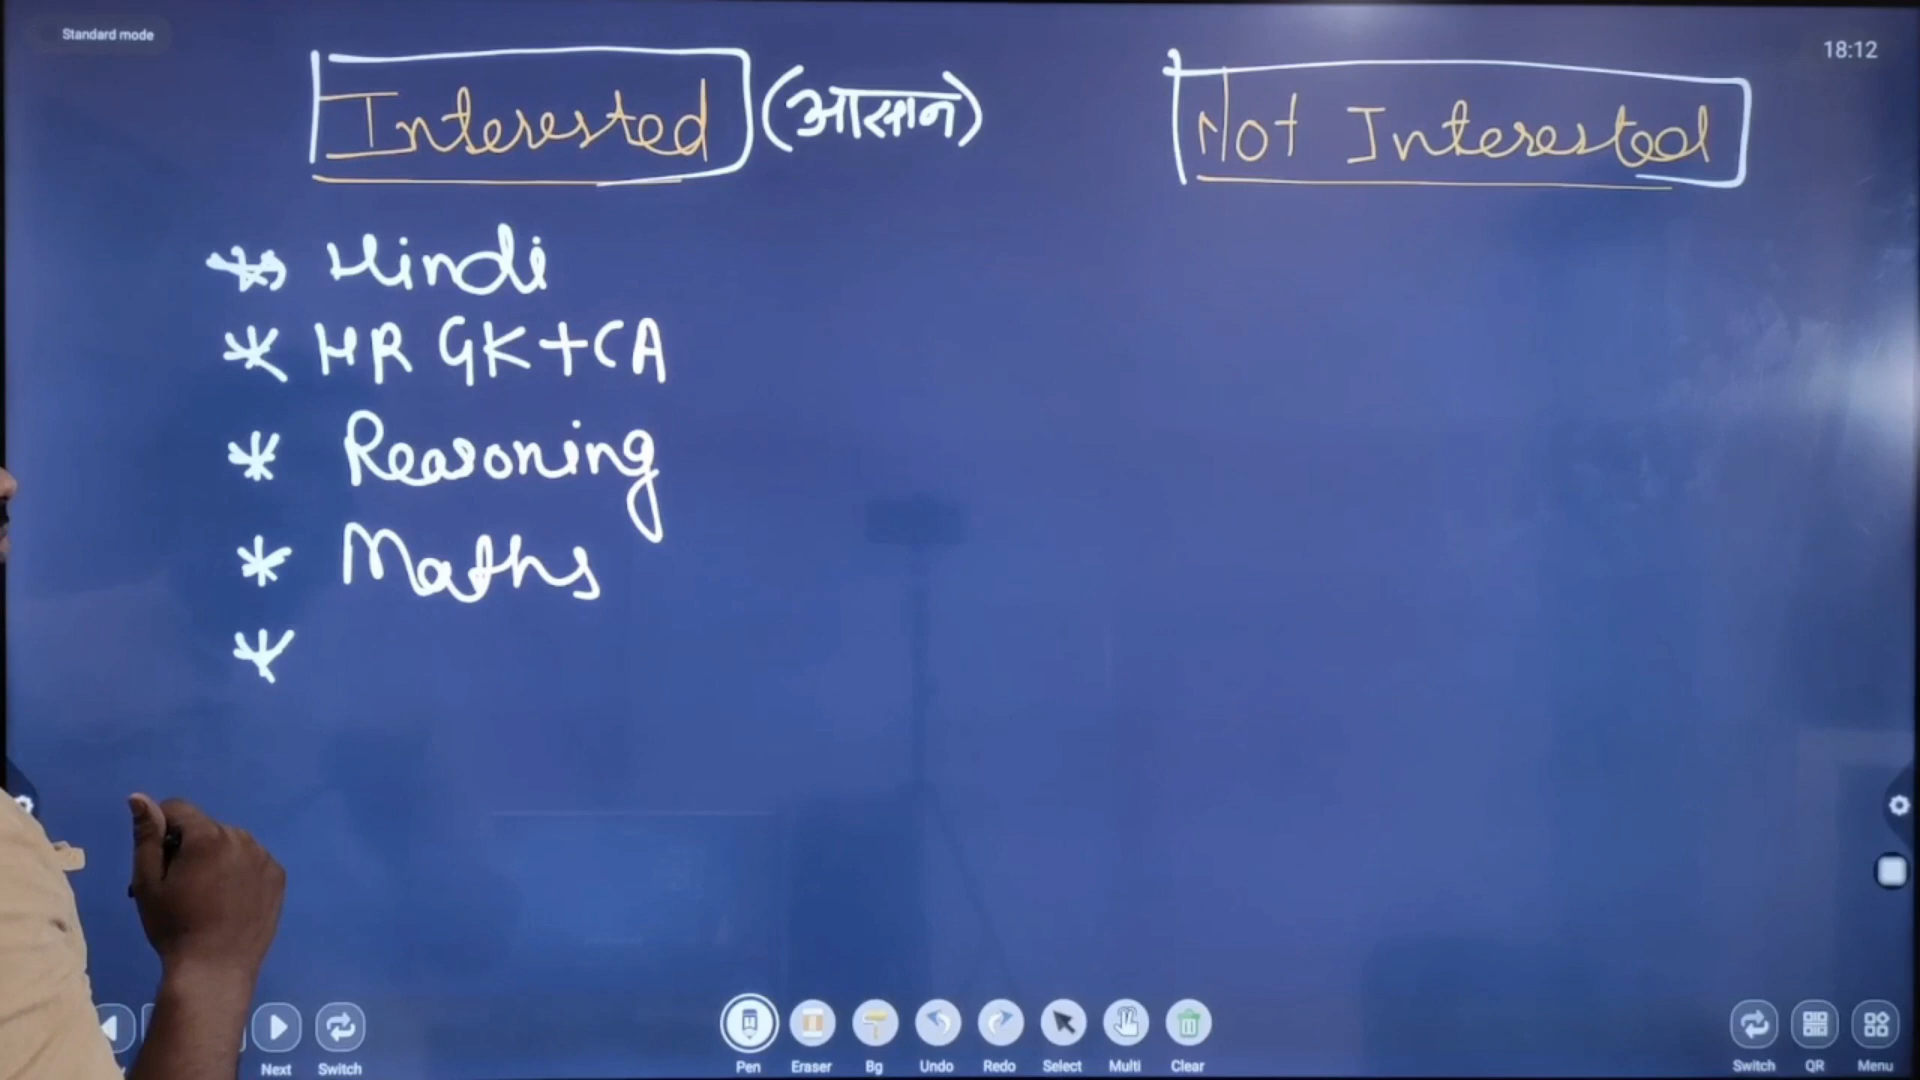 Standard mode
18:12
Interested (आसान)
Not Interested
* Hindi
* HR GK+CA
* Reasoning
* Maths
*
Next
Switch
Pen
Eraser
Bg
Undo
Redo
Select
Multi
Clear
Switch
QR
Menu